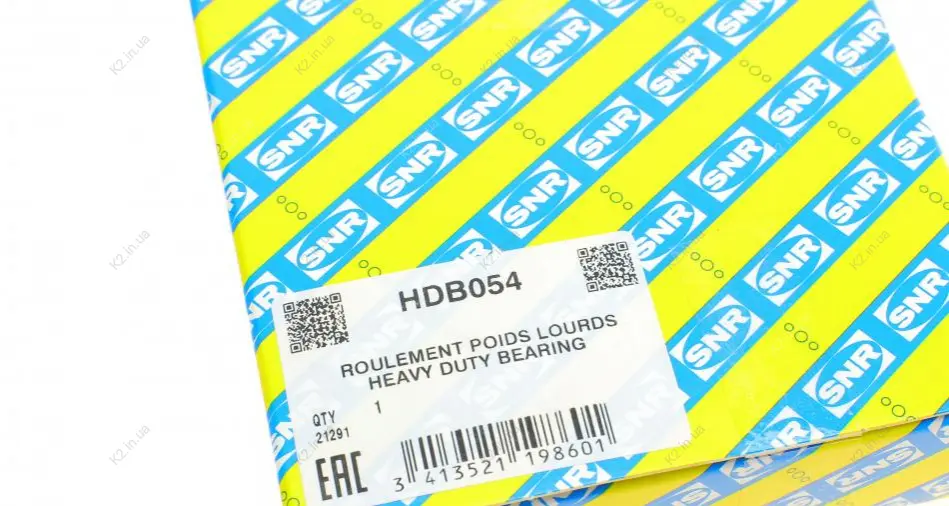 SNR
HDB054
ROULEMENT POIDS LOURDS
HEAVY DUTY BEARING
QTY 1
21291
EAC
3 413521 198601
K2.in.ua